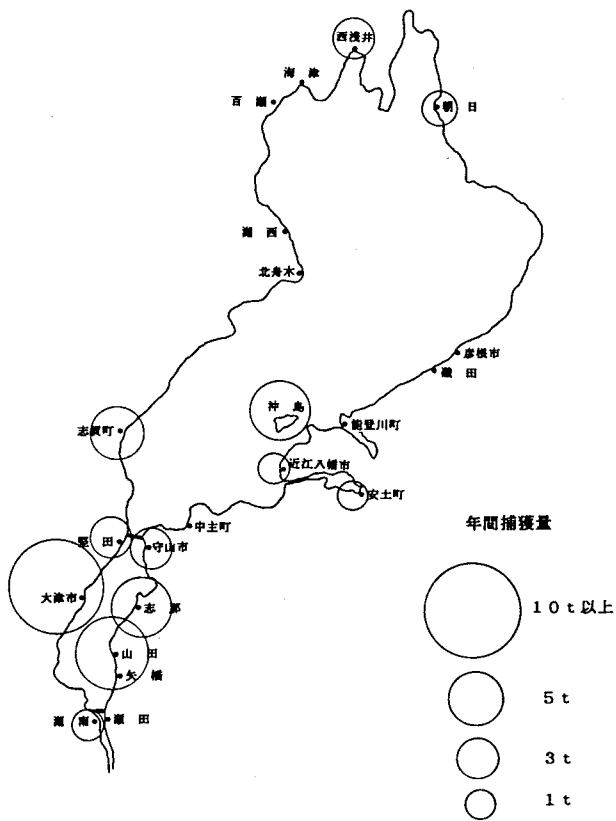 西浅井
海津
百瀬
朝日
湖西
北舟木
彦根市
磯田
沖島
志賀町
能登川町
近江八幡市
安土町
中主町
堅田
守山市
年間捕獲量
大津市
志那
10t以上
山田
矢橋
5t
湖南
瀬田
3t
1t